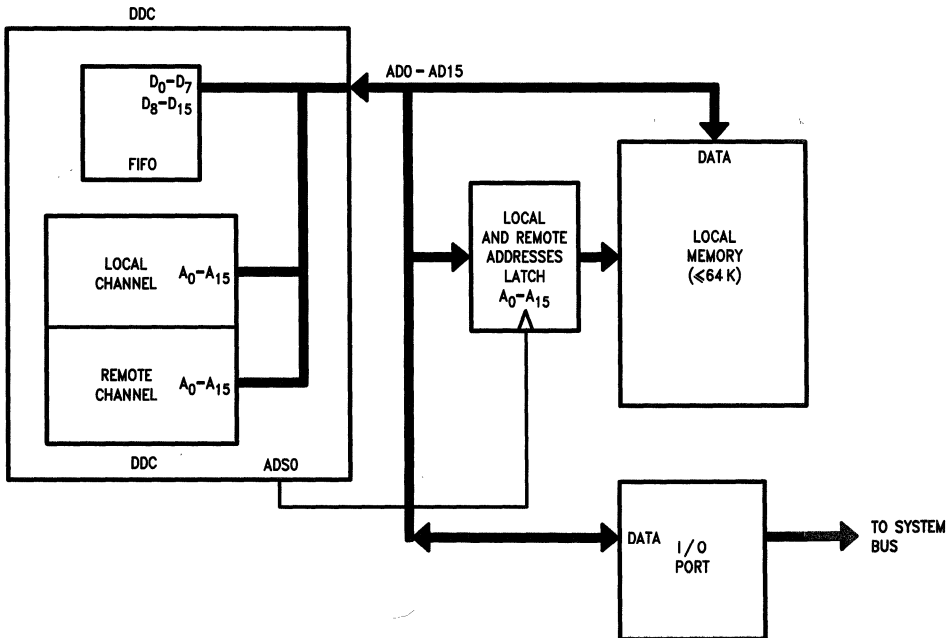 DDC
D0-D7
D8-D15
FIFO
LOCAL
CHANNEL
A0-A15
REMOTE
CHANNEL
A0-A15
DDC
ADS0
AD0-AD15
LOCAL
AND REMOTE
ADDRESSES
LATCH
A0-A15
DATA
LOCAL
MEMORY
(≤64K)
DATA
I/O
PORT
TO SYSTEM
BUS